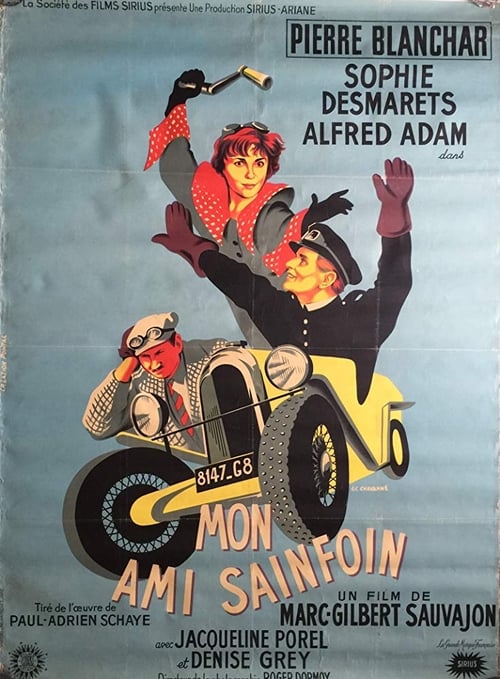 La Société des FILMS SIRIUS présente Une Production SIRIUS-ARIANE
PIERRE BLANCHAR
SOPHIE
DESMARETS
ALFRED ADAM
dans
8147_G8
MON
AMI SAINFOIN
Tiré de l'œuvre de
PAUL-ADRIEN SCHAYE
UN FILM DE
MARC-GILBERT SAUVAJON
avec JACQUELINE POREL
et DENISE GREY
ROGER DORMOY
SIRIUS